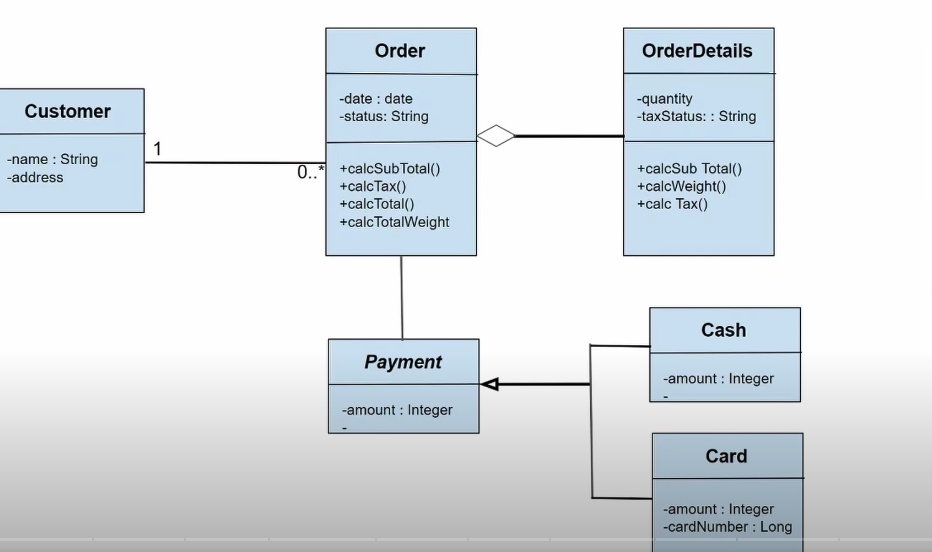 Order
-date : date
-status: String
+calcSubTotal()
+calcTax()
+calcTotal()
+calcTotalWeight
OrderDetails
-quantity
-taxStatus: : String
+calcSub Total()
+calcWeight()
+calc Tax()
Customer
-name : String
-address
1
0..*
Payment
-amount : Integer
-
Cash
-amount : Integer
-
Card
-amount : Integer
-cardNumber : Long